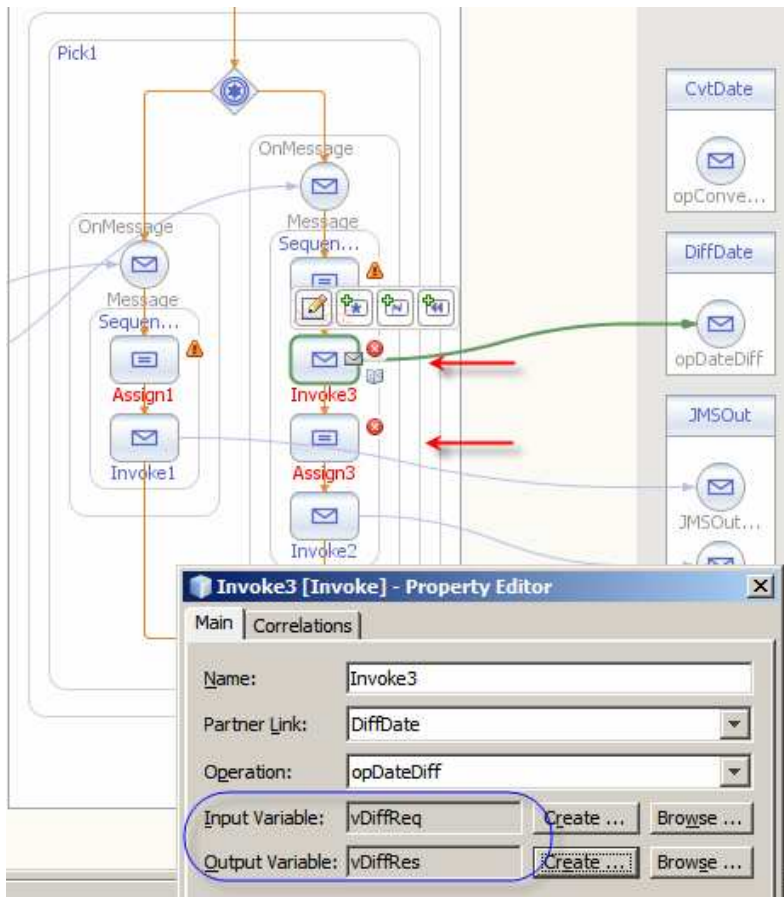 Pick1
CvtDate
opConve...
OnMessage
Message
Sequen...
Invoke3
Assign3
Invoke2
OnMessage
Message
Sequen...
Assign1
Invoke1
DiffDate
opDateDiff
JMSOut
JMSOut...
Invoke3 [Invoke] - Property Editor
Main
Correlations
Name: Invoke3
Partner Link: DiffDate
Operation: opDateDiff
Input Variable: vDiffReq Create ... Browse ...
Output Variable: vDiffRes Create ... Browse ...